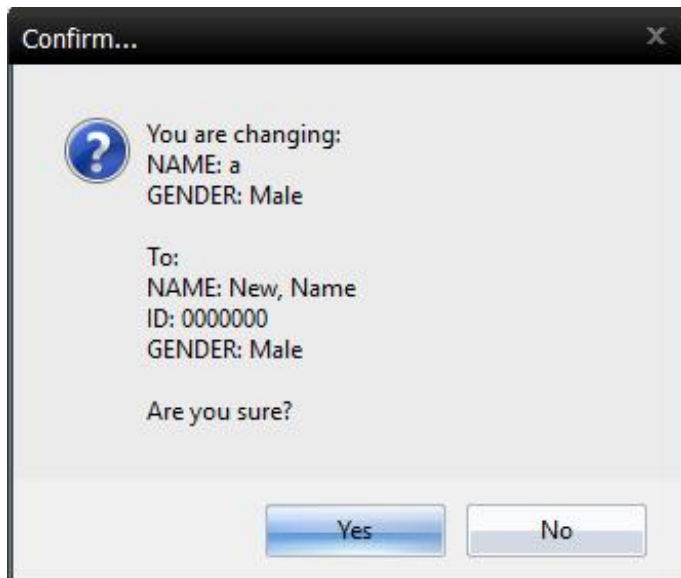 Confirm...
You are changing:
NAME: a
GENDER: Male
To:
NAME: New, Name
ID: 0000000
GENDER: Male
Are you sure?
Yes
No